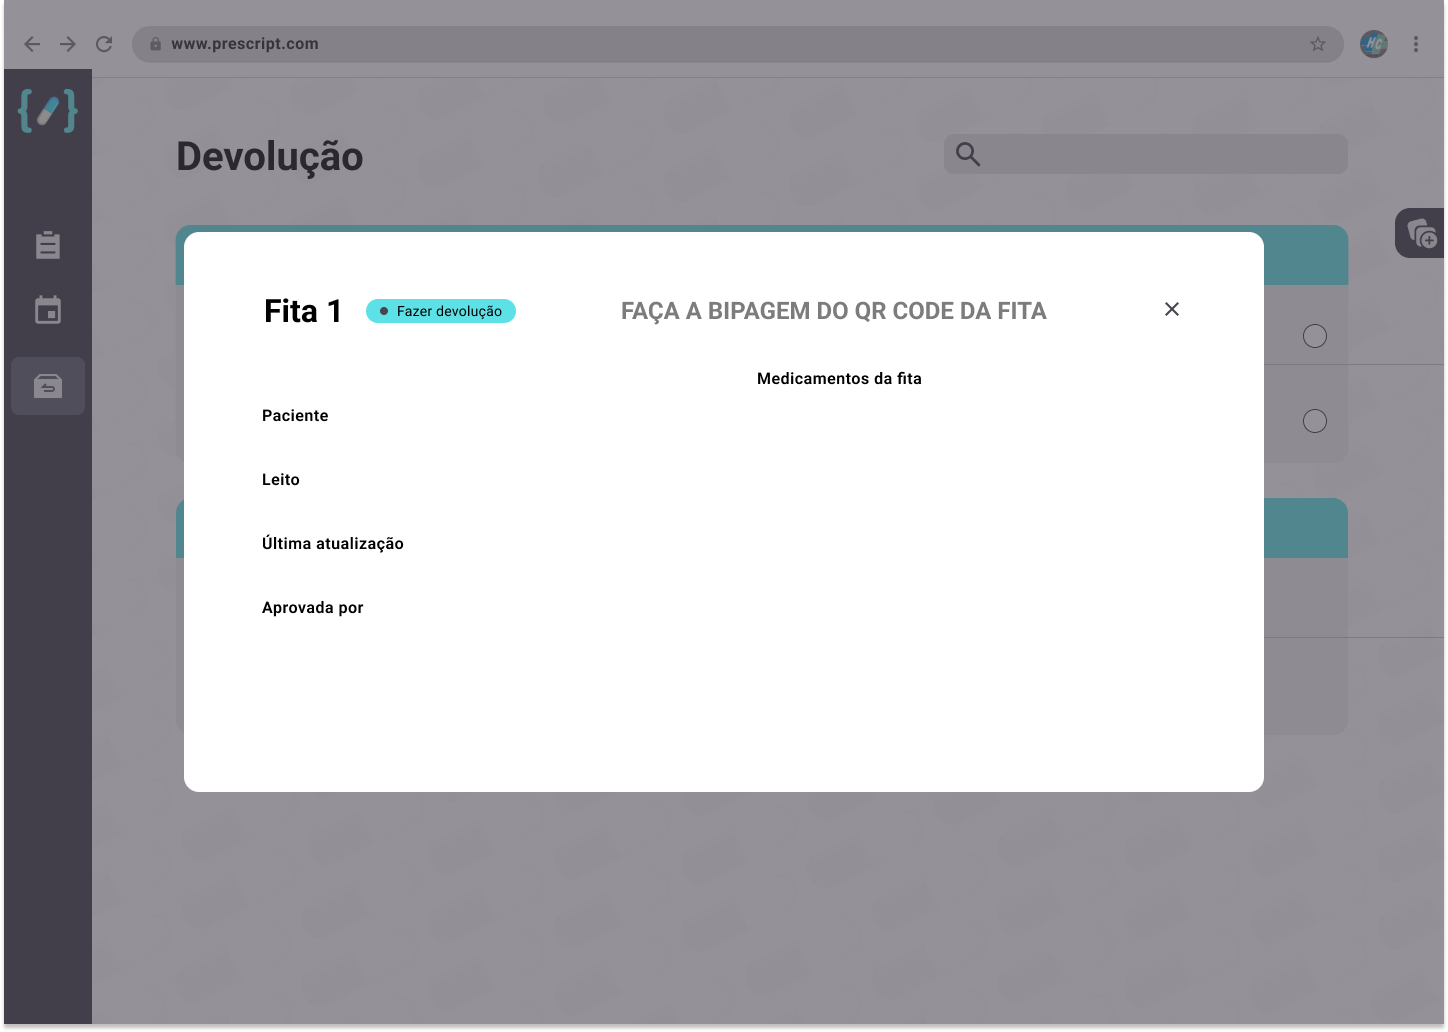 www.prescript.com
HC
Devolução
Fita 1
Fazer devolução
FAÇA A BIPAGEM DO QR CODE DA FITA
Medicamentos da fita
Paciente
Leito
Última atualização
Aprovada por